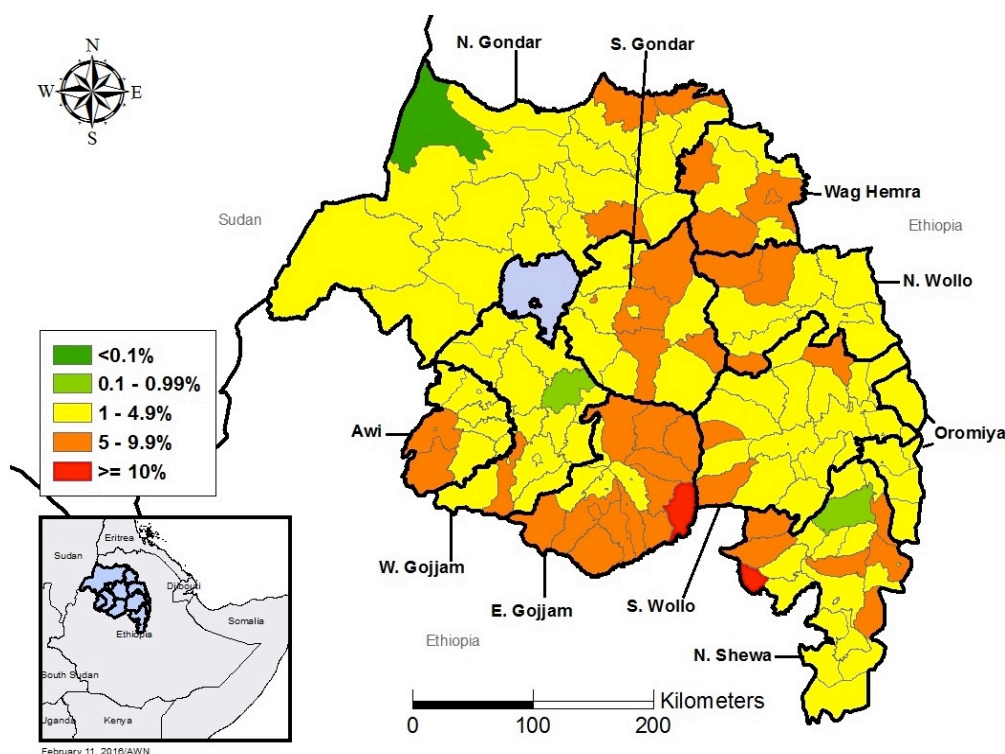 N. Gondar
S. Gondar
N
W
E
S
Wag Hemra
Sudan
Ethiopia
N. Wollo
<0.1%
0.1 - 0.99%
1 - 4.9%
5 - 9.9%
>= 10%
Awi
Oromiya
W. Gojjam
E. Gojjam
S. Wollo
Ethiopia
N. Shewa
Kilometers
0
100
200
Eritrea
Sudan
Djibouti
Somalia
Ethiopia
South Sudan
Uganda
Kenya
February 11, 2016/AWN